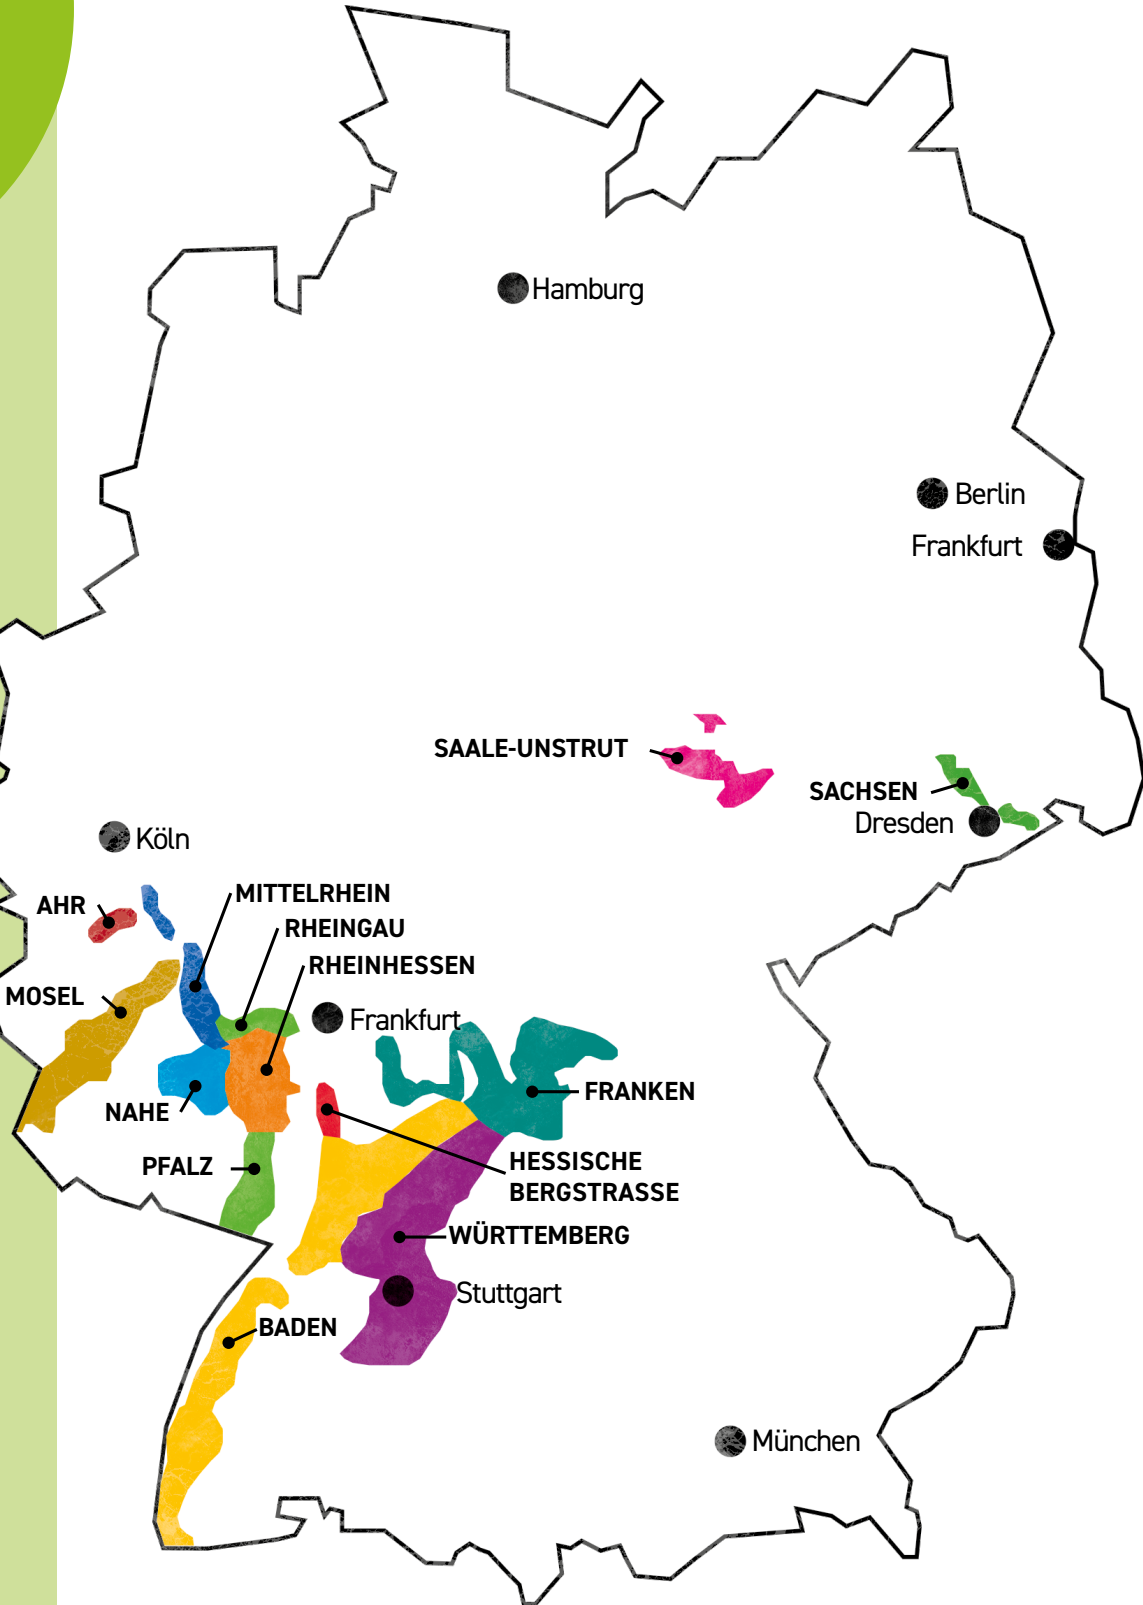 Hamburg
Berlin
Frankfurt
SAALE-UNSTRUT
SACHSEN
Dresden
Köln
MITTELRHEIN
AHR
RHEINGAU
RHEINHESSEN
MOSEL
Frankfurt
FRANKEN
NAHE
PFALZ
HESSISCHE
BERGSTRASSE
WÜRTTEMBERG
Stuttgart
BADEN
München